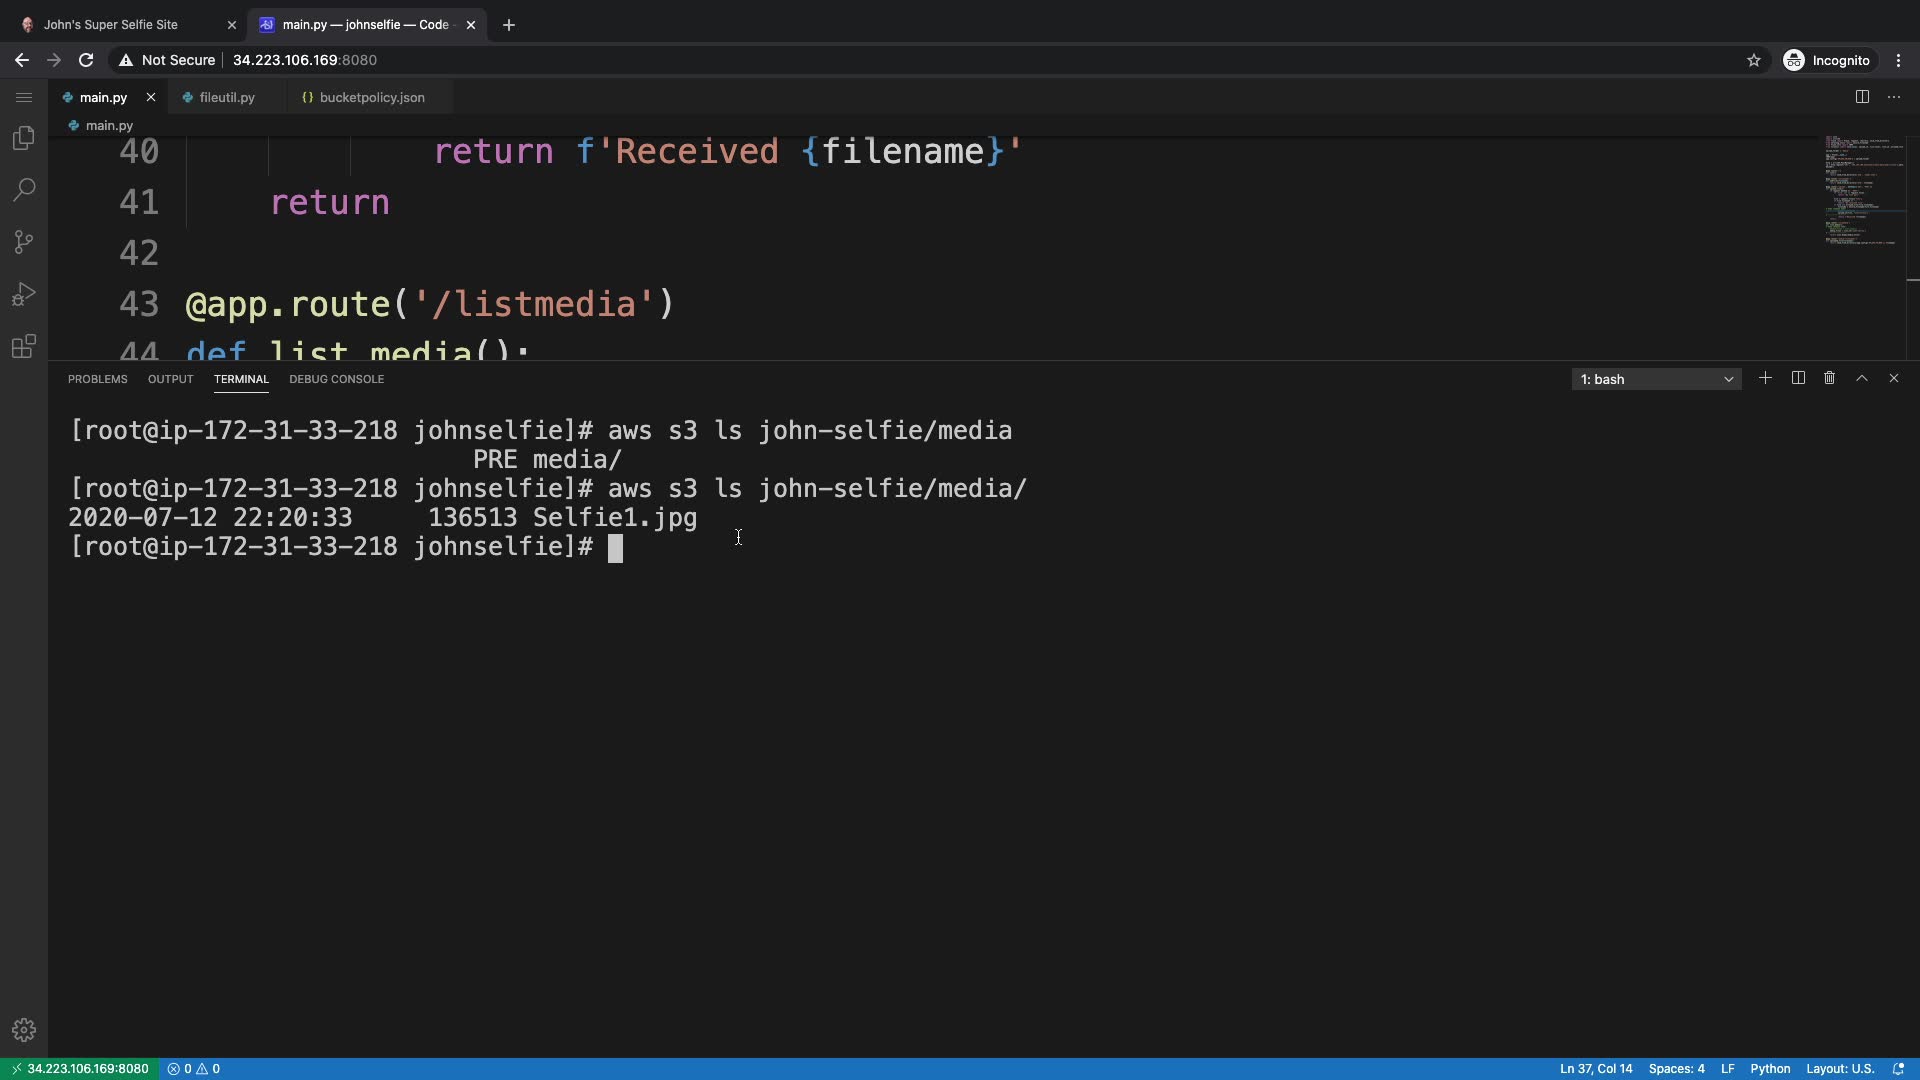 John's Super Selfie Site
main.py — johnselfie — Code -
Not Secure
34.223.106.169:8080
Incognito
main.py
fileutil.py
{} bucketpolicy.json
main.py
40 return f'Received {filename}'
41 return
42
43 @app.route('/listmedia')
44 def list_media():
PROBLEMS OUTPUT TERMINAL DEBUG CONSOLE
1: bash
[root@ip-172-31-33-218 johnselfie]# aws s3 ls john-selfie/media
PRE media/
[root@ip-172-31-33-218 johnselfie]# aws s3 ls john-selfie/media/
2020-07-12 22:20:33 136513 Selfie1.jpg
[root@ip-172-31-33-218 johnselfie]#
34.223.106.169:8080 0 0 Ln 37, Col 14 Spaces: 4 LF Python Layout: U.S.